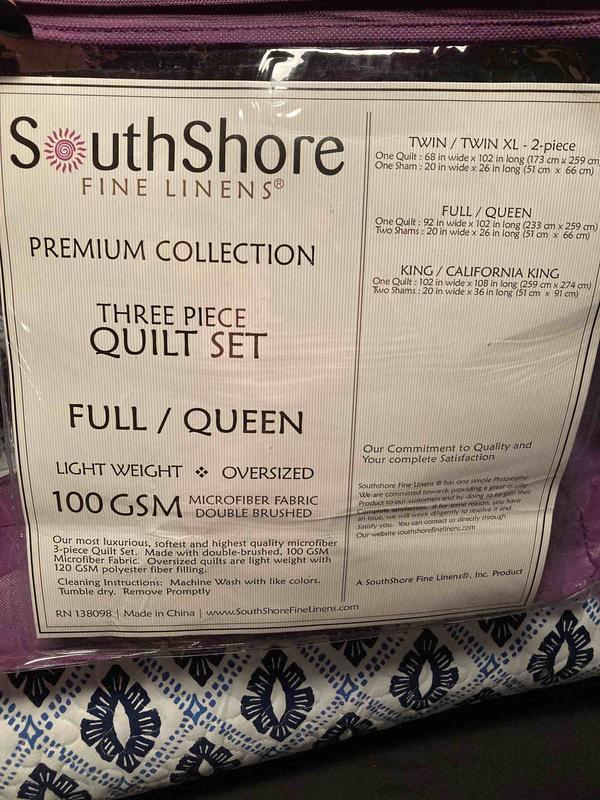 SouthShore
FINE LINENS®
PREMIUM COLLECTION
THREE PIECE
QUILT SET
FULL / QUEEN
LIGHT WEIGHT ❖ OVERSIZED
100 GSM MICROFIBER FABRIC
DOUBLE BRUSHED
Our most luxurious, softest and highest quality microfiber
3-piece Quilt Set. Made with double-brushed, 100 GSM
Microfiber Fabric. Oversized quilts are light weight with
120 GSM polyester fiber filling.
Cleaning Instructions: Machine Wash with like colors.
Tumble dry. Remove Promptly
RN 138098 | Made in China | www.SouthShoreFineLinens.com
TWIN / TWIN XL - 2-piece
One Quilt : 68 in wide x 102 in long (173 cm x 259 cm)
One Sham : 20 in wide x 26 in long (51 cm x 66 cm)
FULL / QUEEN
One Quilt : 92 in wide x 102 in long (233 cm x 259 cm)
Two Shams : 20 in wide x 26 in long (51 cm x 66 cm)
KING / CALIFORNIA KING
One Quilt : 102 in wide x 108 in long (259 cm x 274 cm)
Two Shams : 20 in wide x 36 in long (51 cm x 91 cm)
Our Commitment to Quality and
Your complete Satisfaction
Southshore Fine Linens ® has one simple Philosophy:
We are committed towards providing a great quality
Product to our customers and by doing so to gain their
Complete satisfaction. If for some reason, you have
an issue, we will work diligently to resolve it and
Satisfy you. You can contact us directly through
Our website southshorefinelinens.com
A SouthShore Fine Linens®, Inc. Product